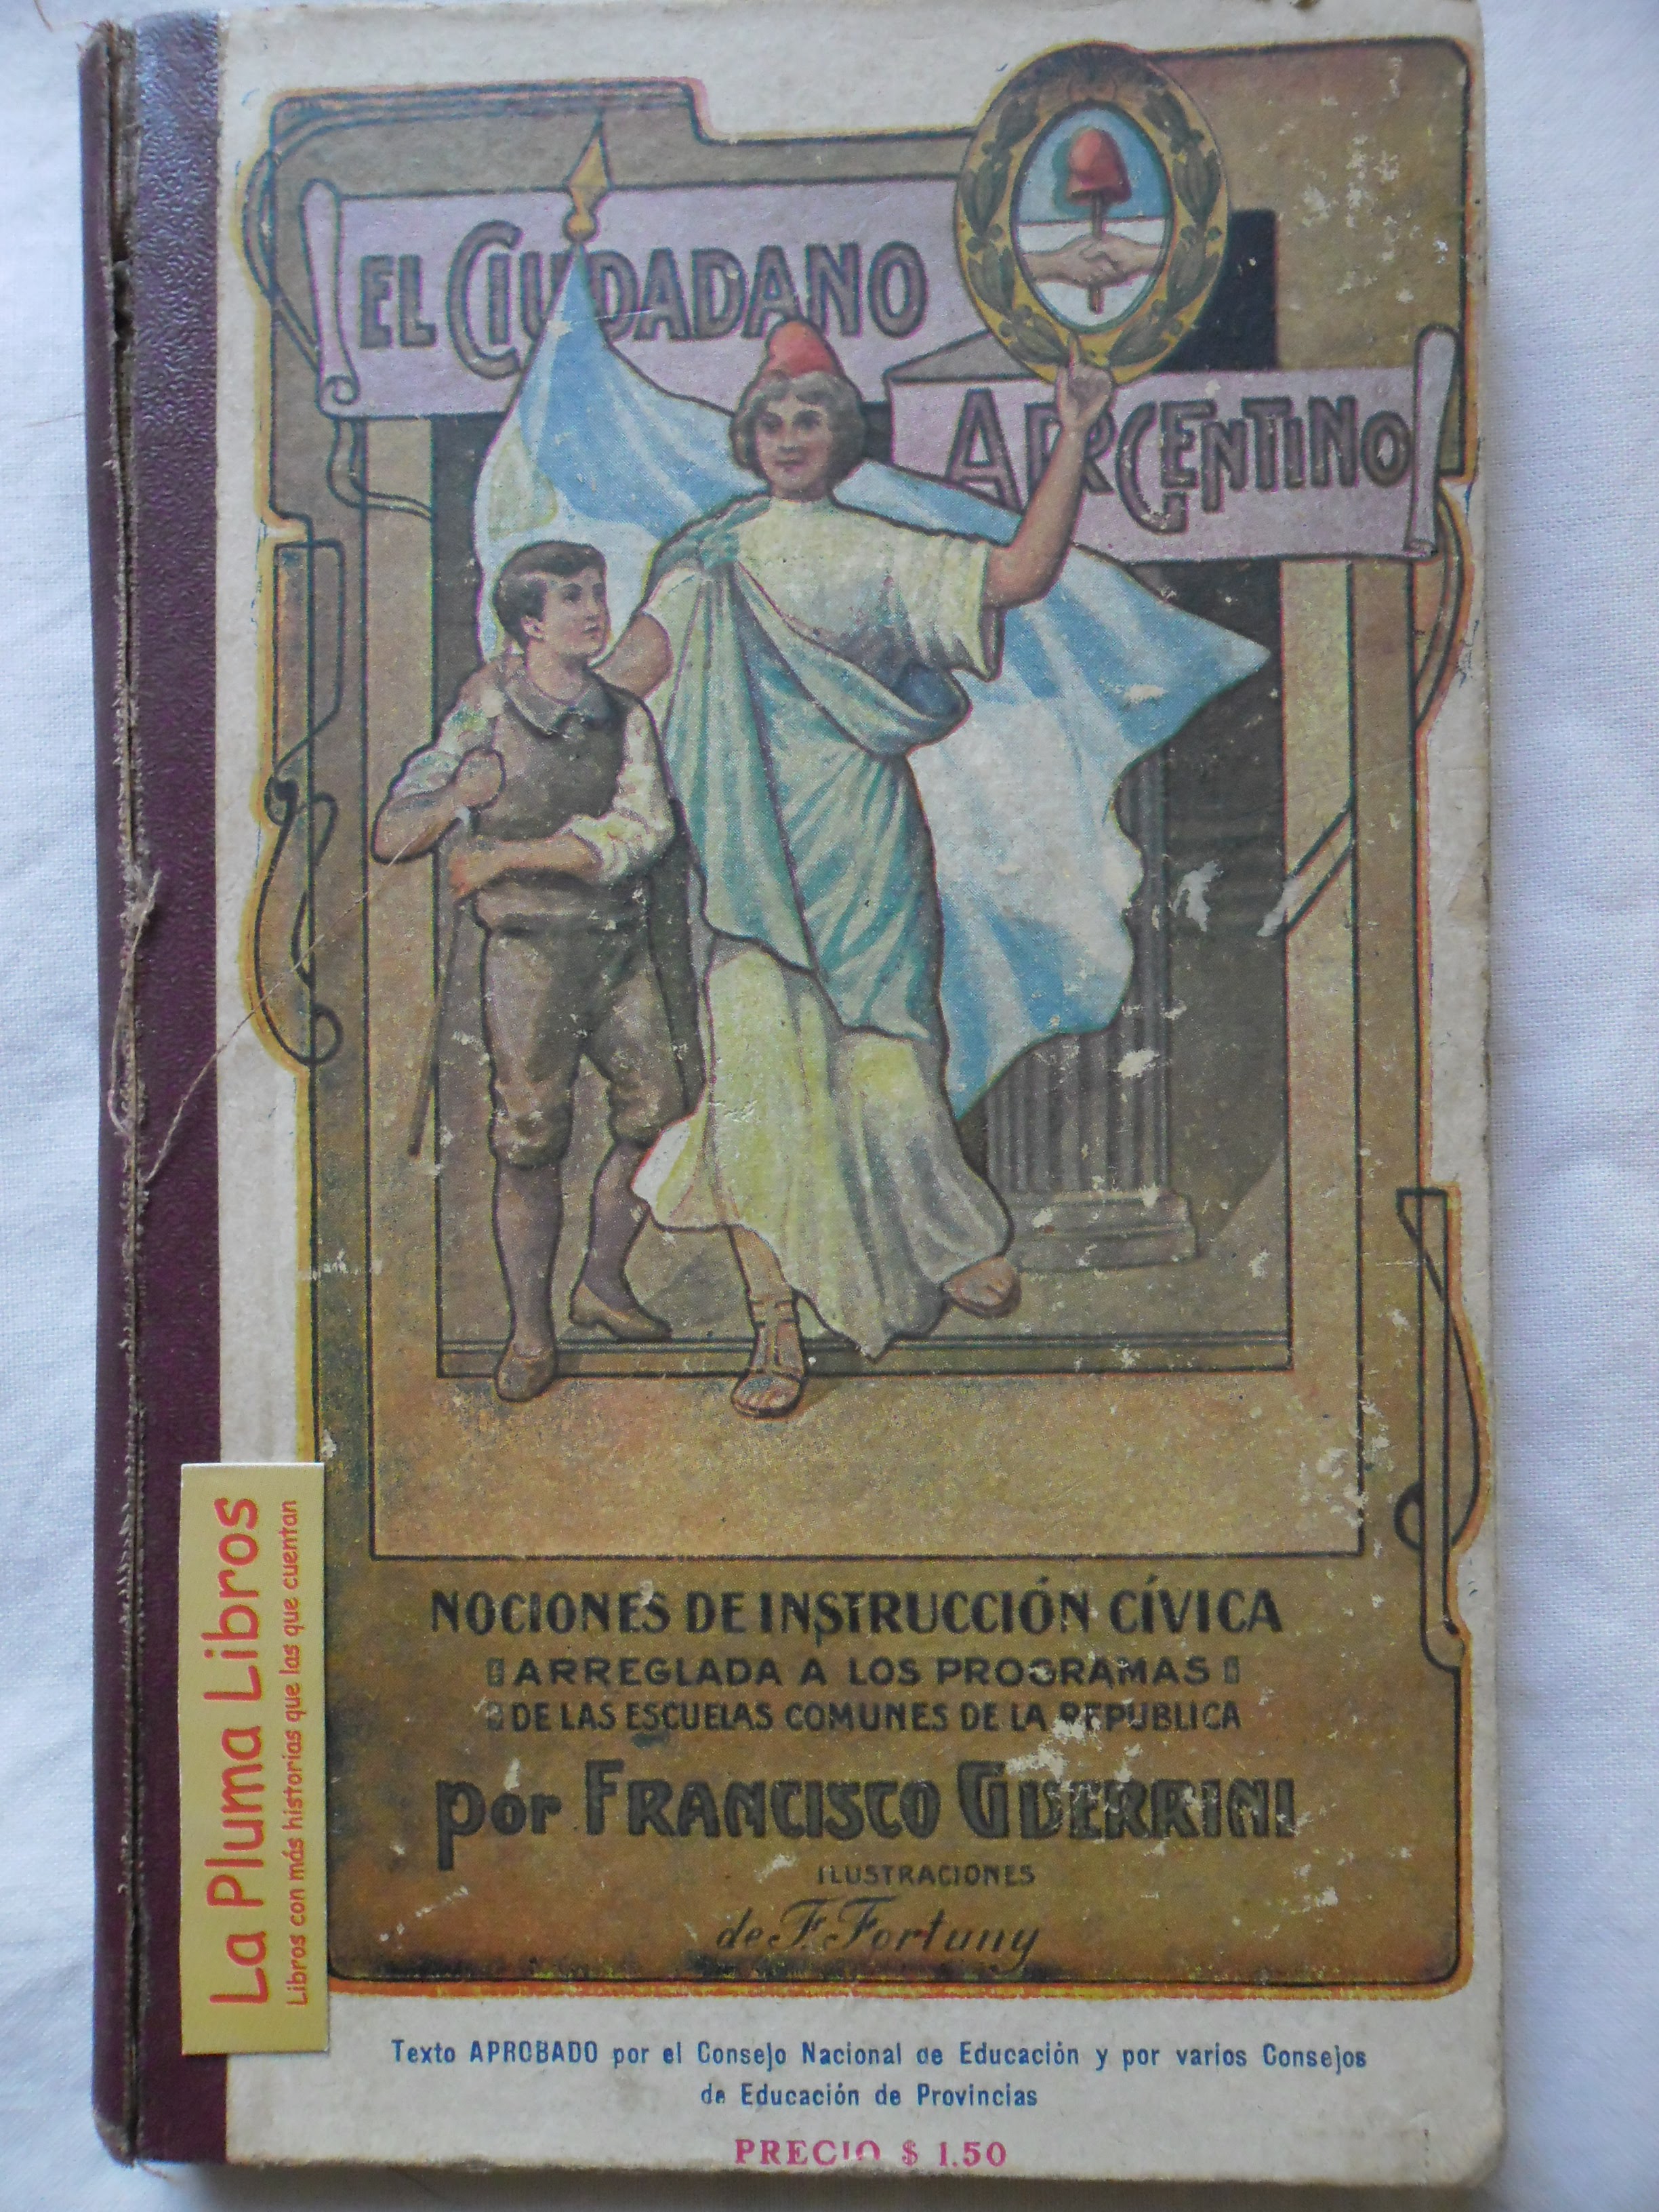 EL CIUDADANO
ARGENTINO
NOCIONES DE INSTRUCCIÓN CÍVICA
ARREGLADA A LOS PROGRAMAS
DE LAS ESCUELAS COMUNES DE LA REPUBLICA
por FRANCISCO GUERRINI
ILUSTRACIONES
de F. Fortuny
Texto APROBADO por el Consejo Nacional de Educación y por varios Consejos
de Educación de Provincias
PRECIO $ 1.50
La Pluma Libros
Libros con más historias que las que cuentan